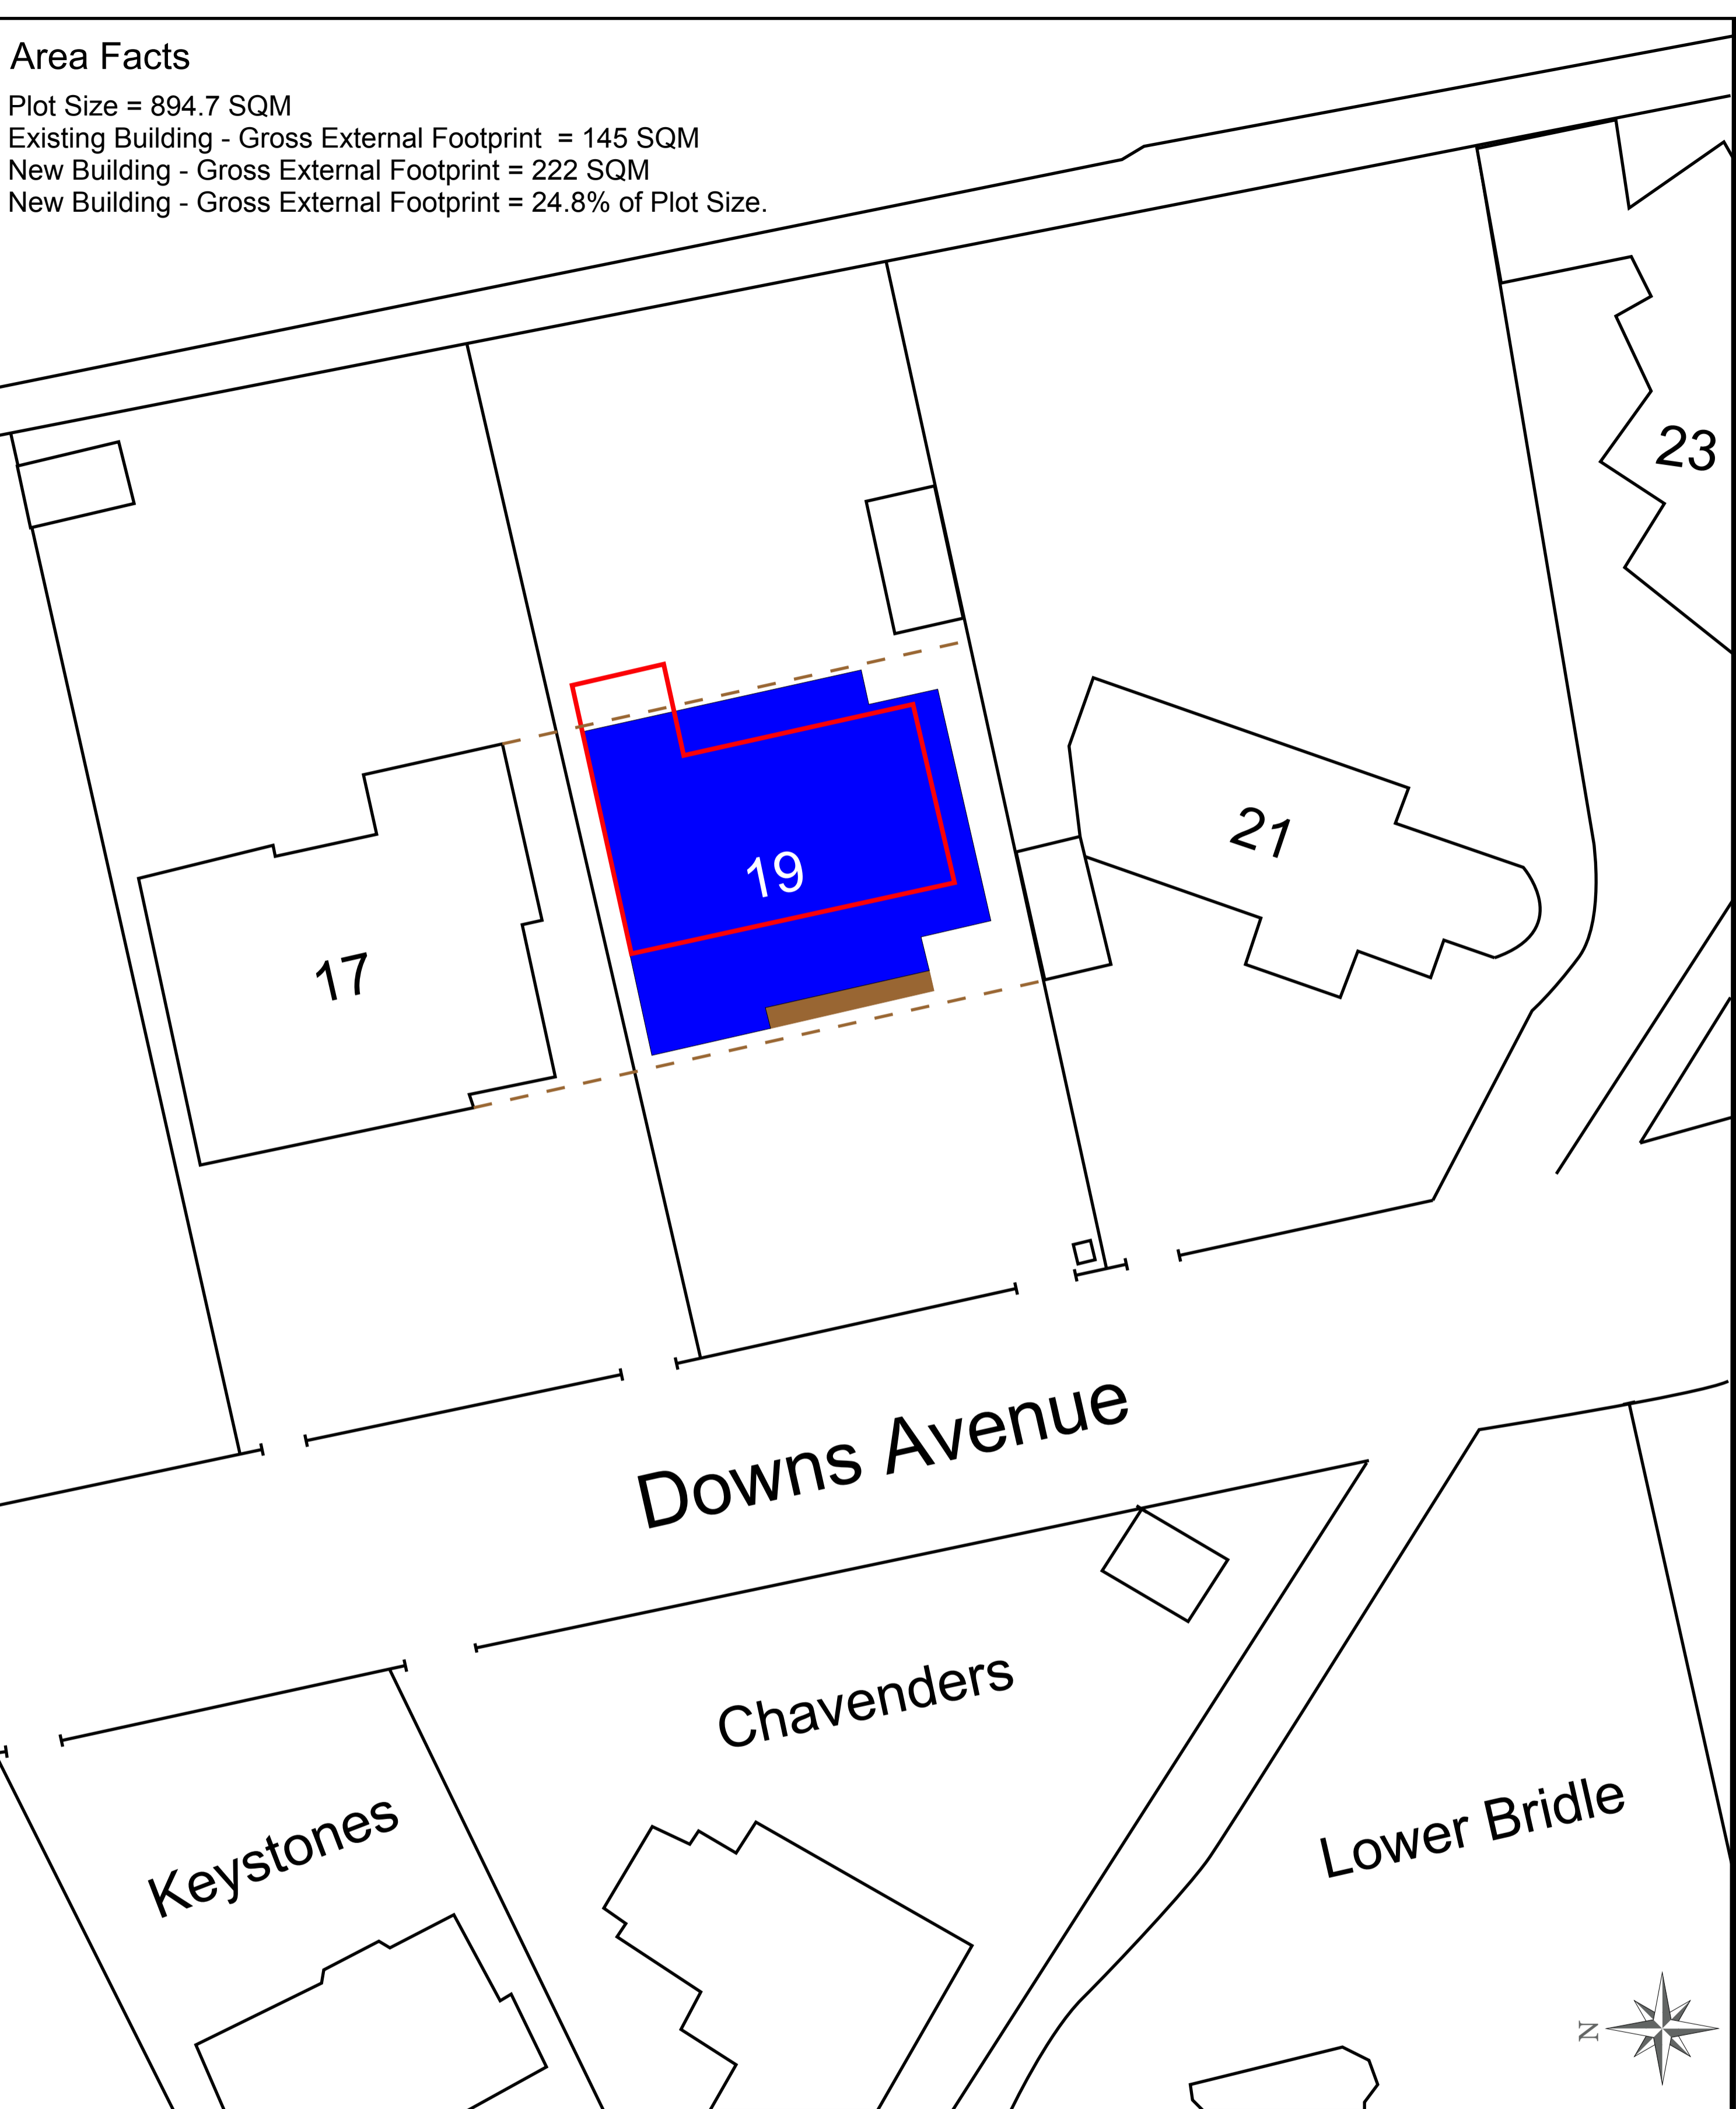 Area Facts
Plot Size = 894.7 SQM
Existing Building - Gross External Footprint = 145 SQM
New Building - Gross External Footprint = 222 SQM
New Building - Gross External Footprint = 24.8% of Plot Size.
23
21
19
17
Downs Avenue
Chavenders
Keystones
Lower Bridle
N